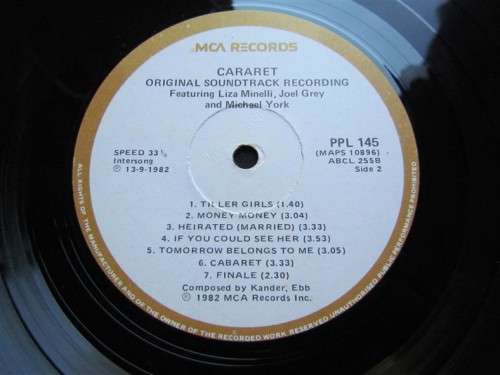 MCA RECORDS
CARARET
ORIGINAL SOUNDTRACK RECORDING
Featuring Liza Minelli, Joel Grey
and Michael York
SPEED 33⅓
Intersong
℗ 13-9-1982
PPL 145
(MAPS 10896)
ABCL 255B
Side 2
1. TILLER GIRLS (1.40)
2. MONEY MONEY (3.04)
3. HEIRATED (MARRIED) (3.33)
4. IF YOU COULD SEE HER (3.53)
5. TOMORROW BELONGS TO ME (3.05)
6. CABARET (3.33)
7. FINALE (2.30)
Composed by Kander, Ebb
℗ 1982 MCA Records Inc.
ALL RIGHTS OF THE MANUFACTURER AND OF THE OWNER OF THE RECORDED WORK RESERVED UNAUTHORISED PUBLIC PREFORMANCE PROHIBITED